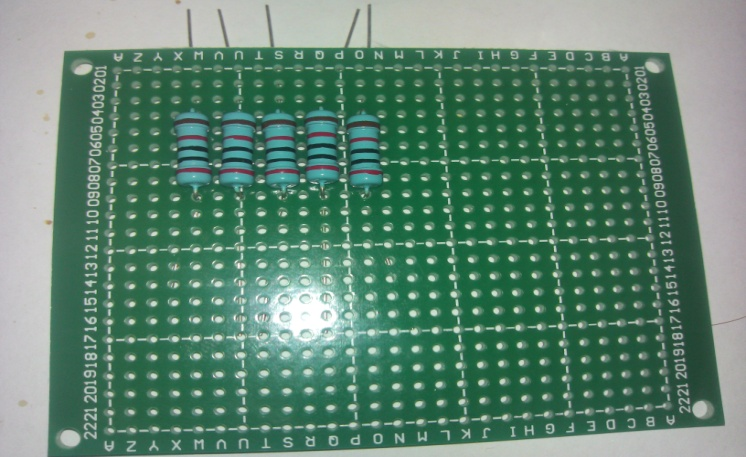 A Z Y X W V U T S R Q P O N M L K J I H G F E D C B A
22 21 20 19 18 17 16 15 14 13 12 11 10 09 08 07 06 05 04 03 02 01
22 21 20 19 18 17 16 15 14 13 12 11 10 09 08 07 06 05 04 03 02 01
A Z Y X W V U T S R Q P O N M L K J I H G F E D C B A